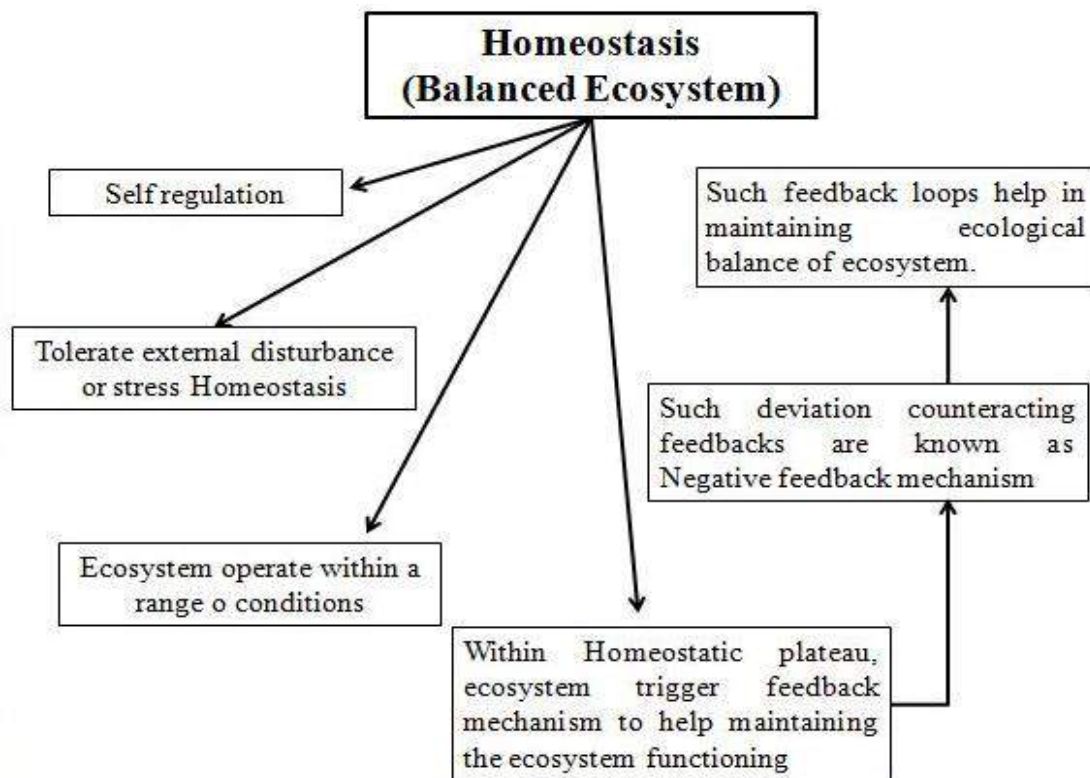 Homeostasis
(Balanced Ecosystem)
Self regulation
Tolerate external disturbance
or stress Homeostasis
Ecosystem operate within a
range o conditions
Within Homeostatic plateau,
ecosystem trigger feedback
mechanism to help maintaining
the ecosystem functioning
Such deviation counteracting
feedbacks are known as
Negative feedback mechanism
Such feedback loops help in
maintaining ecological
balance of ecosystem.